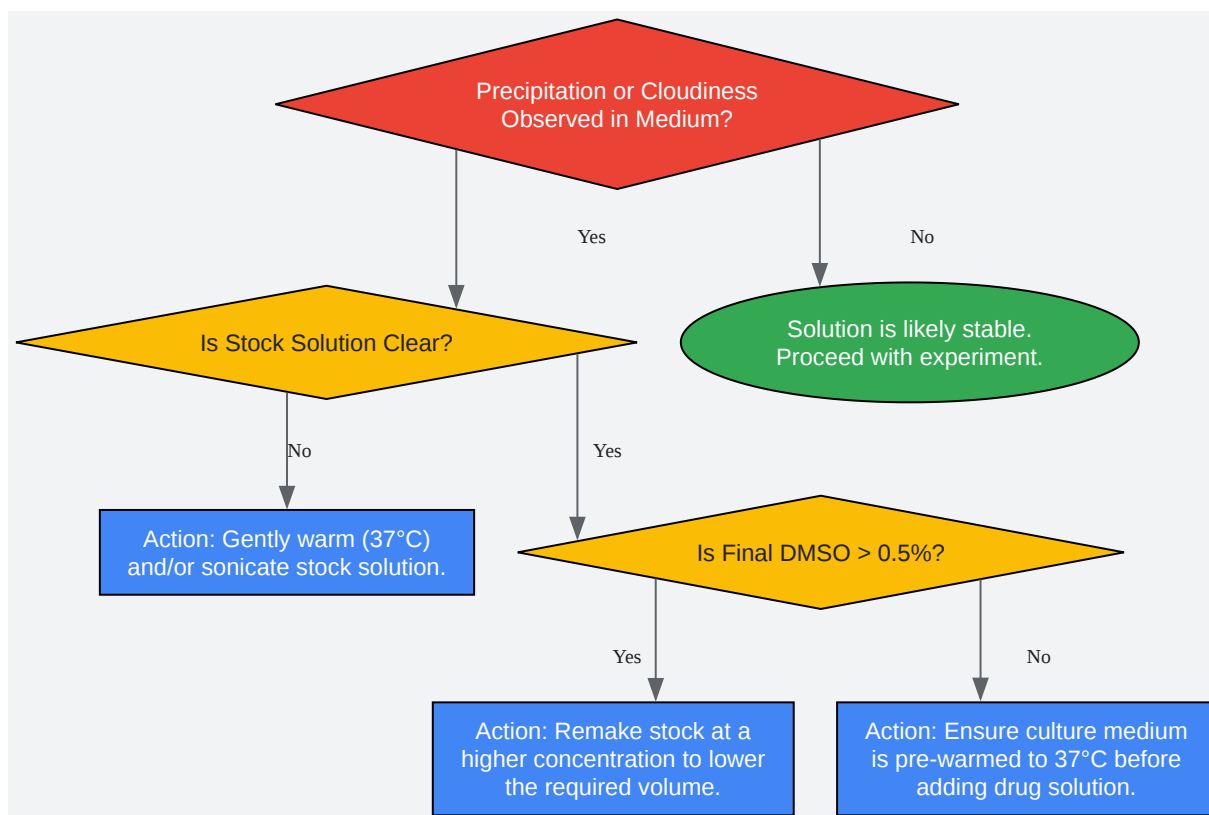 Precipitation or Cloudiness
Observed in Medium?
Yes
No
Is Stock Solution Clear?
Solution is likely stable.
Proceed with experiment.
No
Yes
Action: Gently warm (37°C)
and/or sonicate stock solution.
Is Final DMSO > 0.5%?
Yes
No
Action: Remake stock at a
higher concentration to lower
the required volume.
Action: Ensure culture medium
is pre-warmed to 37°C before
adding drug solution.